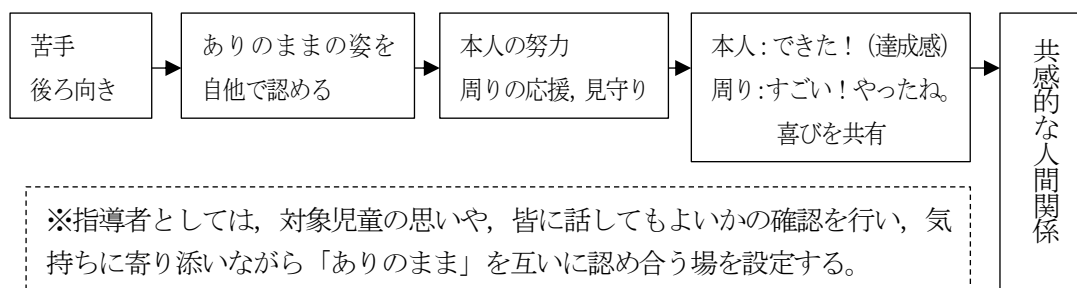 苦手
後ろ向き
ありのままの姿を
自他で認める
本人の努力
周りの応援,見守り
本人:できた!(達成感)
周り:すごい!やったね。
喜びを共有
共感的な人間関係
※指導者としては,対象児童の思いや,皆に話してもよいかの確認を行い,気
持ちに寄り添いながら「ありのまま」を互いに認め合う場を設定する。